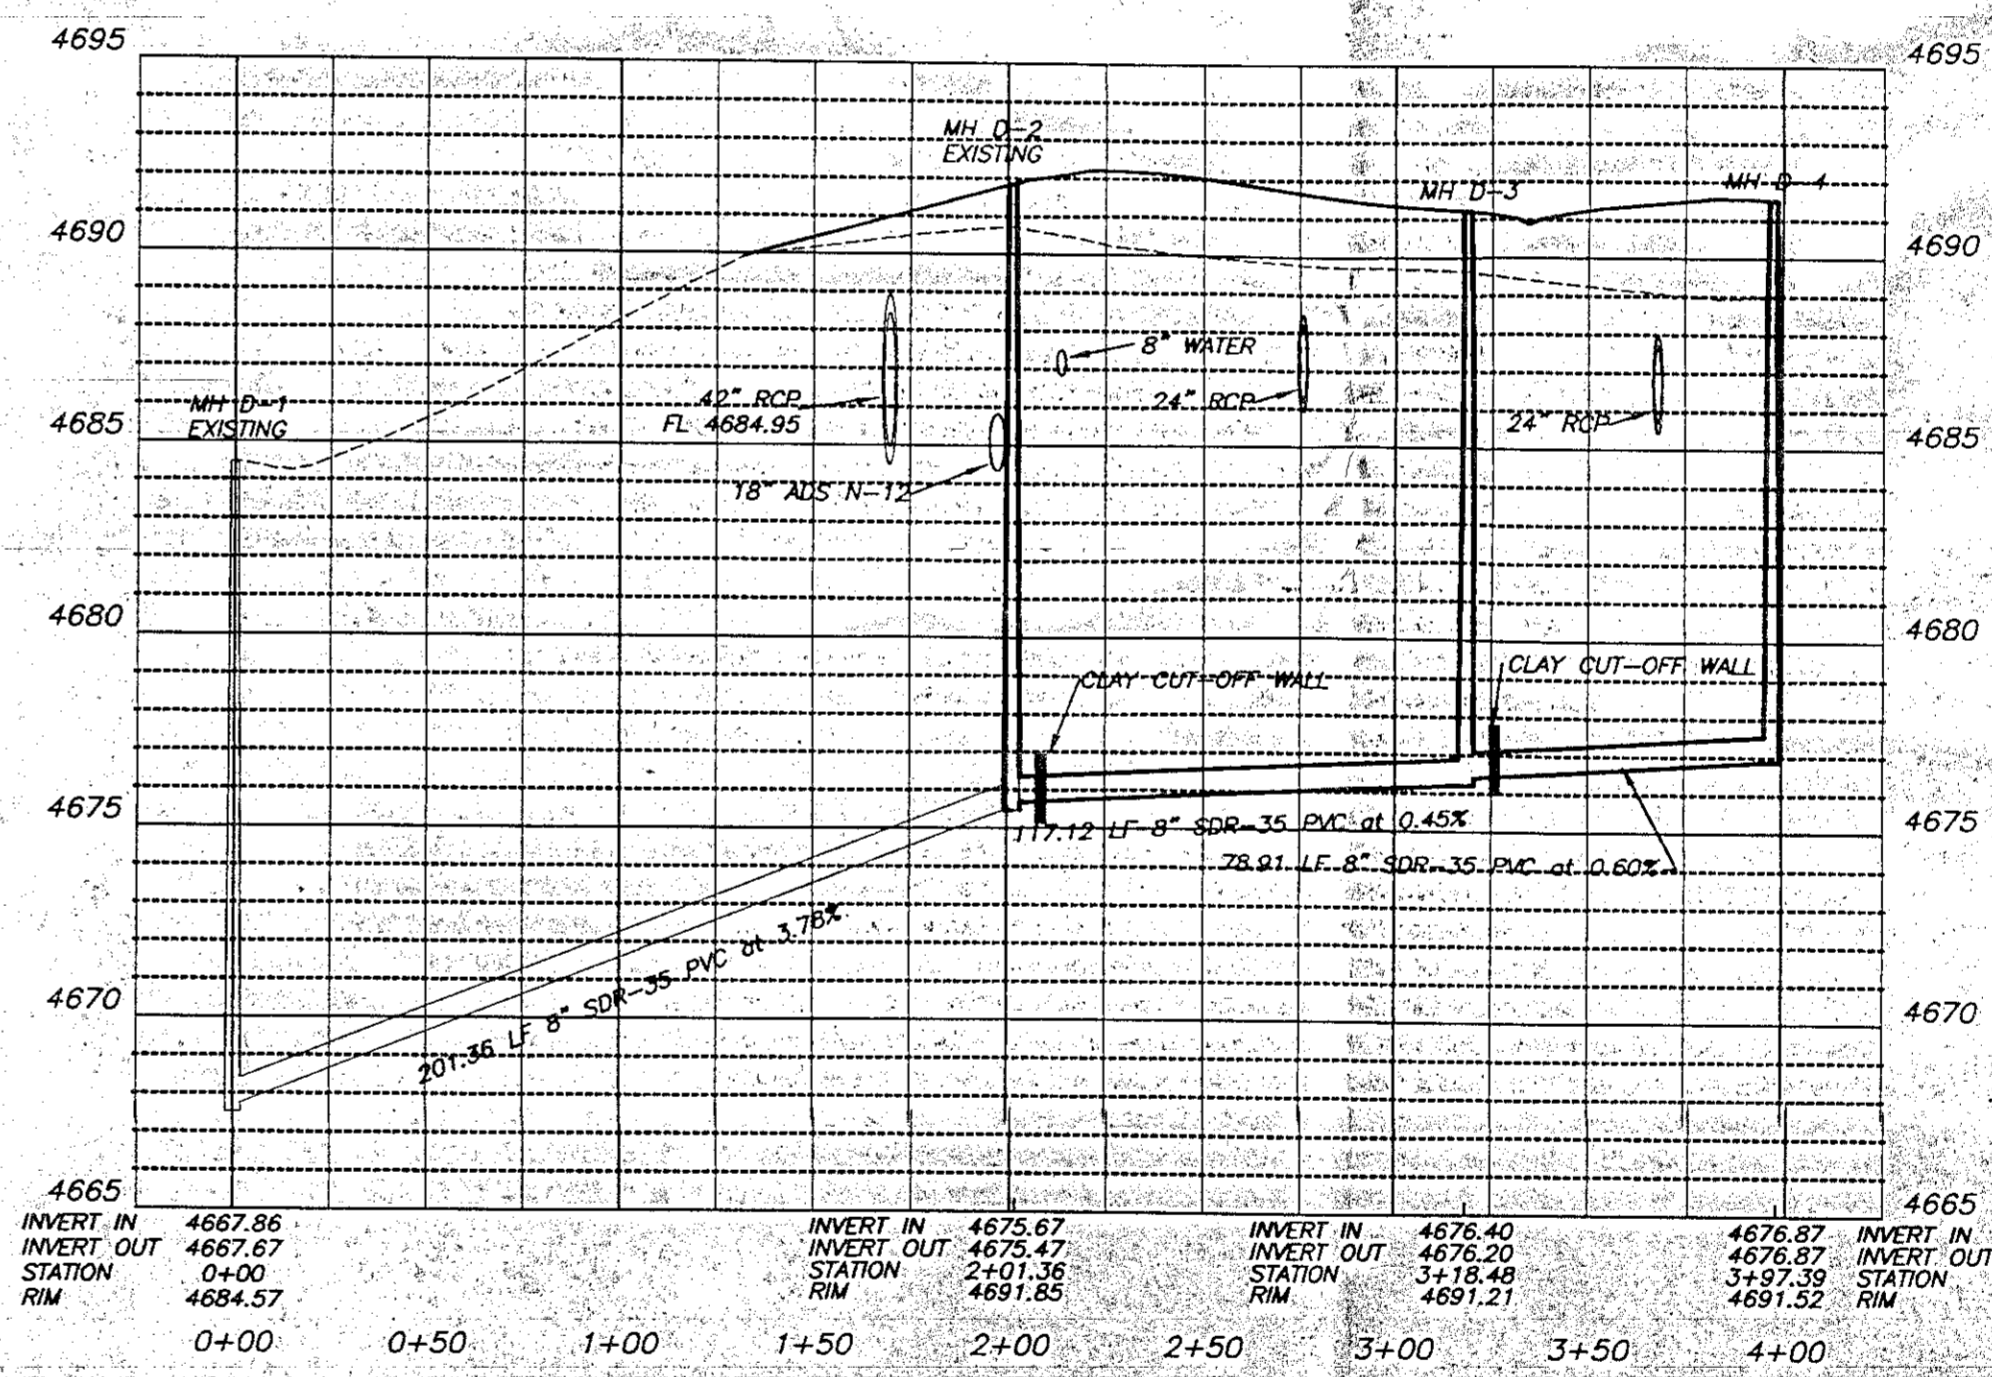 4695
4695
MH D-2
EXISTING
MH D-3
MH D-4
4690
4690
8" WATER
42" RCP
FL 4684.95
24" RCP
24" RCP
MH D-1
EXISTING
4685
4685
18" ADS N-12
4680
4680
CLAY CUT-OFF WALL
CLAY CUT-OFF WALL
4675
4675
117.12 LF 8" SDR-35 PVC at 0.45%
78.91 LF 8" SDR-35 PVC at 0.60%
201.36 LF 8" SDR-35 PVC at 3.78%
4670
4670
4665
4665
INVERT IN 4667.86
INVERT OUT 4667.67
STATION 0+00
RIM 4684.57
INVERT IN 4675.67
INVERT OUT 4675.47
STATION 2+01.36
RIM 4691.85
INVERT IN 4676.40
INVERT OUT 4676.20
STATION 3+18.48
RIM 4691.21
4676.87 INVERT IN
4676.87 INVERT OUT
3+97.39 STATION
4691.52 RIM
0+00 0+50 1+00 1+50 2+00 2+50 3+00 3+50 4+00